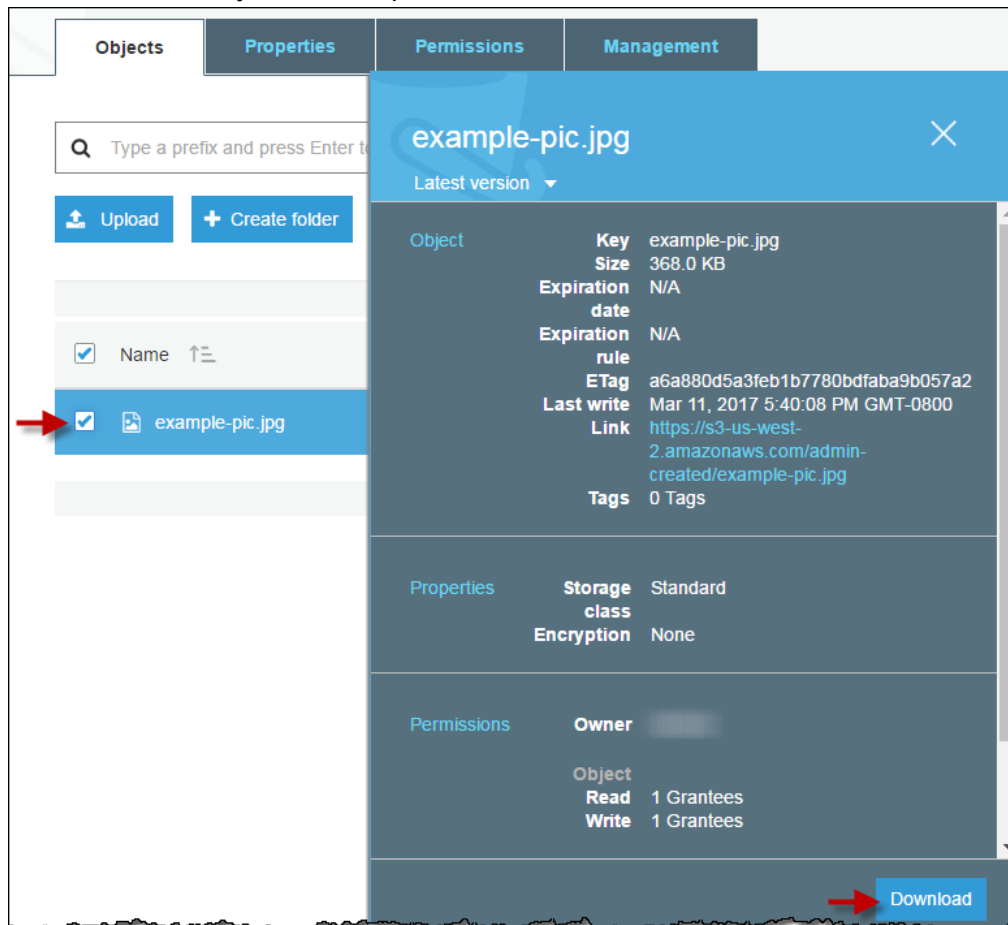 Objects
Properties
Permissions
Management
Type a prefix and press Enter to
Upload
Create folder
Name
example-pic.jpg
example-pic.jpg
Latest version
Object
Key example-pic.jpg
Size 368.0 KB
Expiration N/A
date
Expiration N/A
rule
ETag a6a880d5a3feb1b7780bdfaba9b057a2
Last write Mar 11, 2017 5:40:08 PM GMT-0800
Link https://s3-us-west-
2.amazonaws.com/admin-
created/example-pic.jpg
Tags 0 Tags
Properties
Storage Standard
class
Encryption None
Permissions
Owner
Object
Read 1 Grantees
Write 1 Grantees
Download